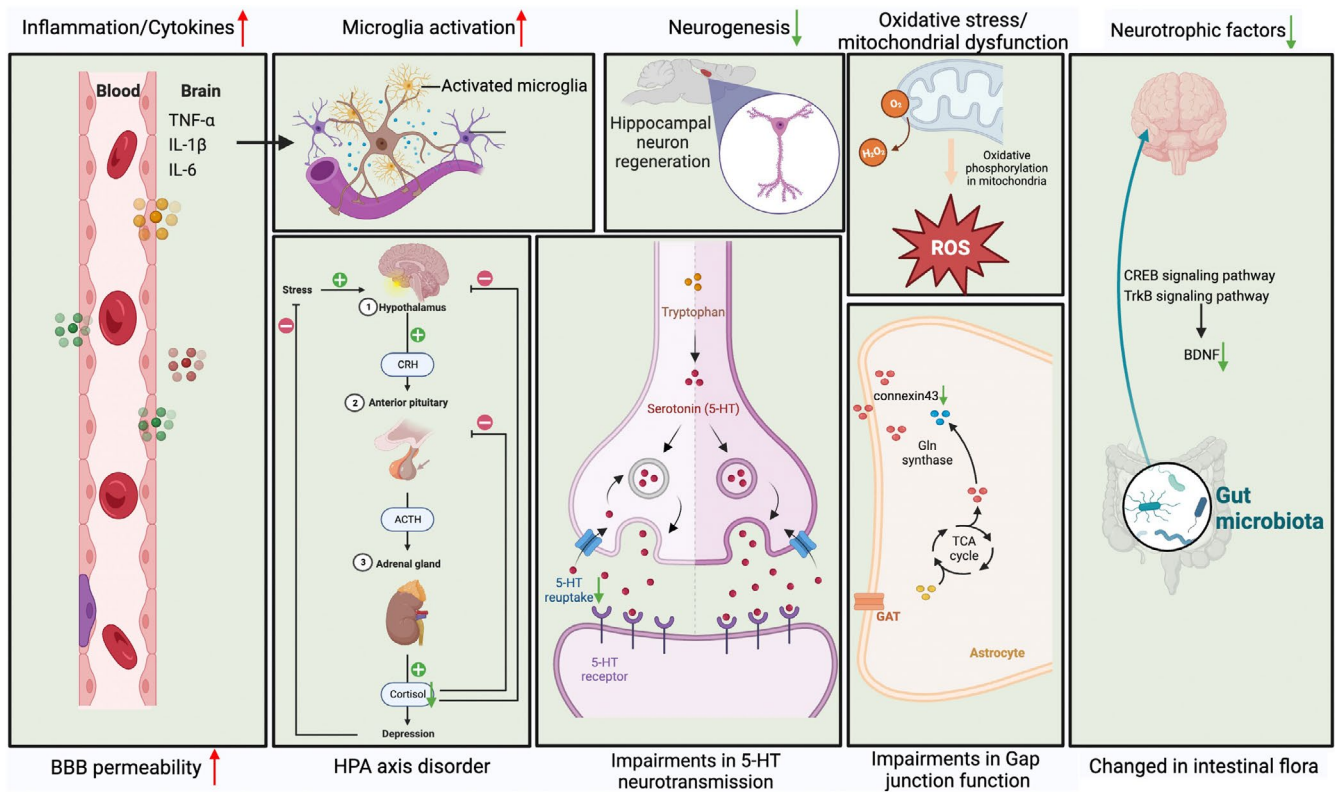 Inflammation/Cytokines
Microglia activation
Neurogenesis
Oxidative stress/
mitochondrial dysfunction
Neurotrophic factors
Blood
Brain
TNF-α
IL-1β
IL-6
BBB permeability
Activated microglia
Hippocampal
neuron
regeneration
O₂
H₂O₂
Oxidative
phosphorylation
in mitochondria
ROS
Stress
1
Hypothalamus
CRH
2
Anterior pituitary
ACTH
3
Adrenal gland
Cortisol
Depression
HPA axis disorder
Tryptophan
Serotonin (5-HT)
5-HT
reuptake
5-HT
receptor
Impairments in 5-HT
neurotransmission
connexin43
Gln
synthase
TCA
cycle
GAT
Astrocyte
Impairments in Gap
junction function
CREB signaling pathway
TrkB signaling pathway
BDNF
Gut
microbiota
Changed in intestinal flora